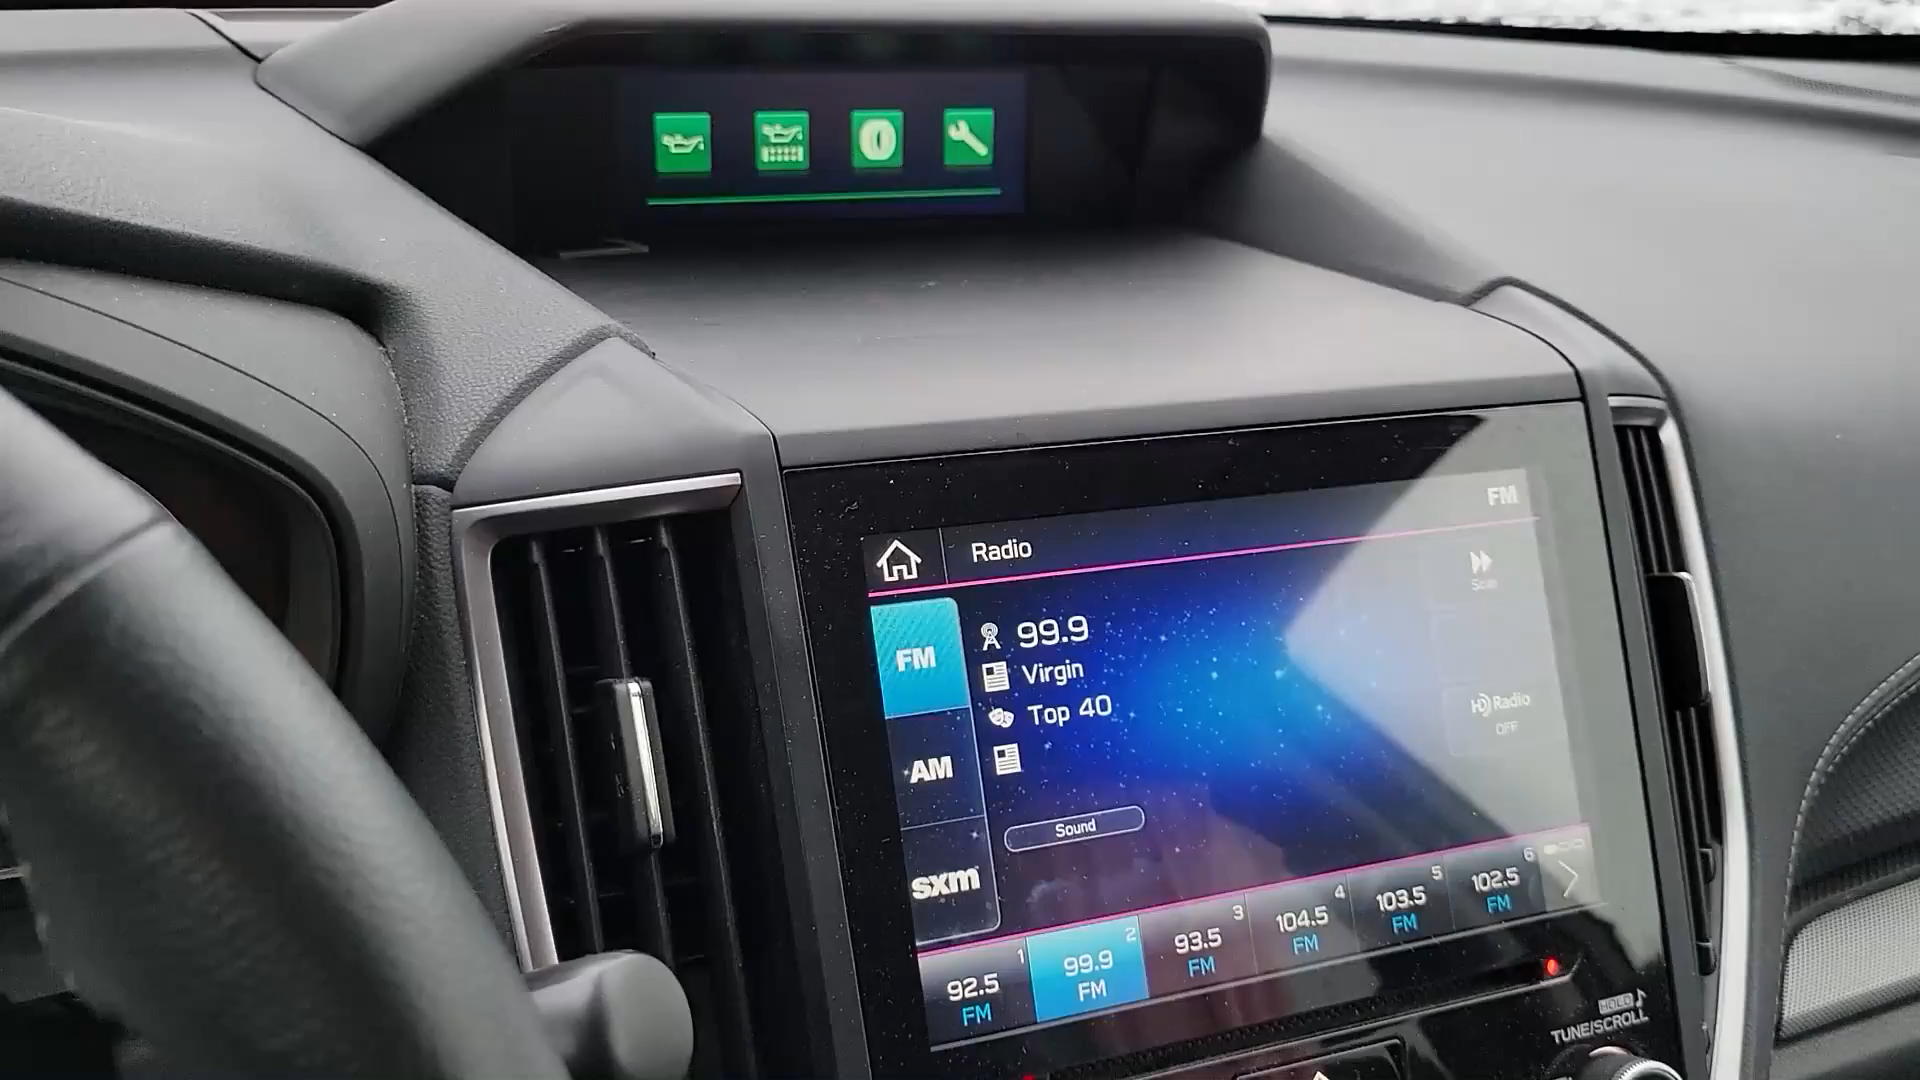 FM
Radio
Scan
FM
99.9
Virgin
Top 40
HD Radio
OFF
AM
Sound
sxm
1
92.5
FM
2
99.9
FM
3
93.5
FM
4
104.5
FM
5
103.5
FM
6
102.5
FM
HOLD
TUNE/SCROLL